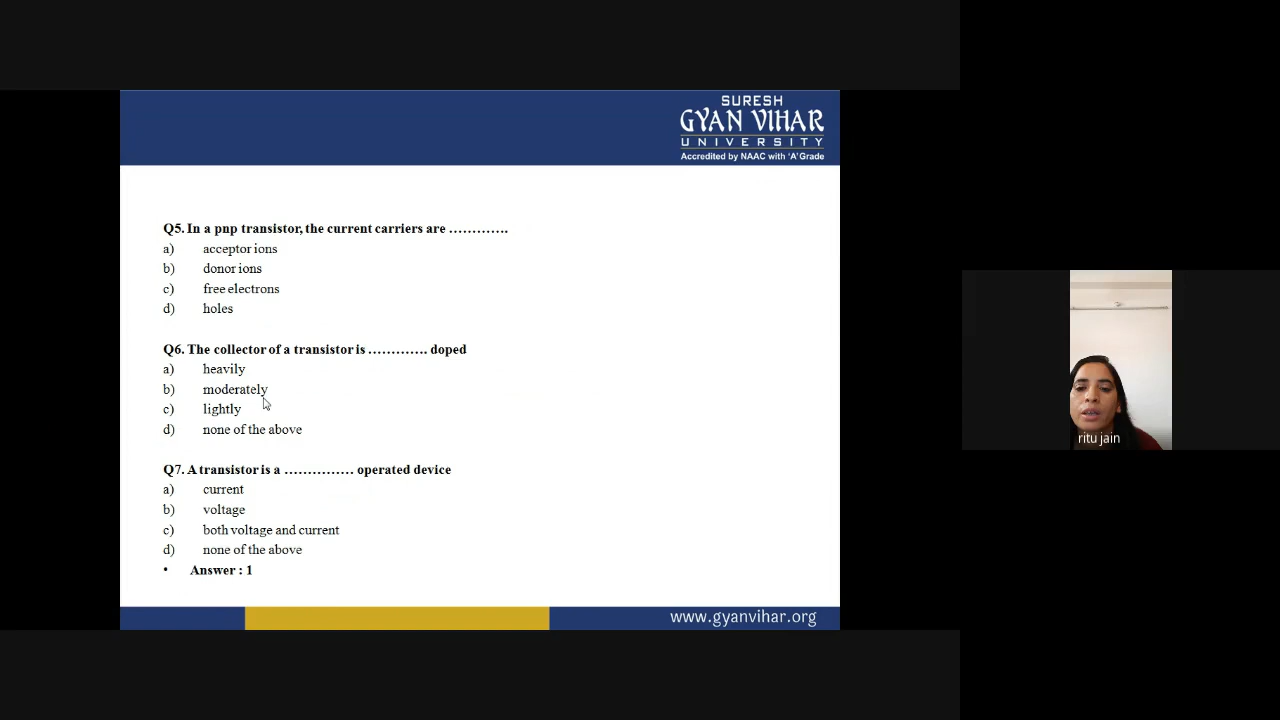 SURESH
GYAN VIHAR
UNIVERSITY
Accredited by NAAC with 'A' Grade
Q5. In a pnp transistor, the current carriers are ………….
a) acceptor ions
b) donor ions
c) free electrons
d) holes
Q6. The collector of a transistor is …………. doped
a) heavily
b) moderately
c) lightly
d) none of the above
Q7. A transistor is a …………… operated device
a) current
b) voltage
c) both voltage and current
d) none of the above
• Answer : 1
www.gyanvihar.org
ritu jain